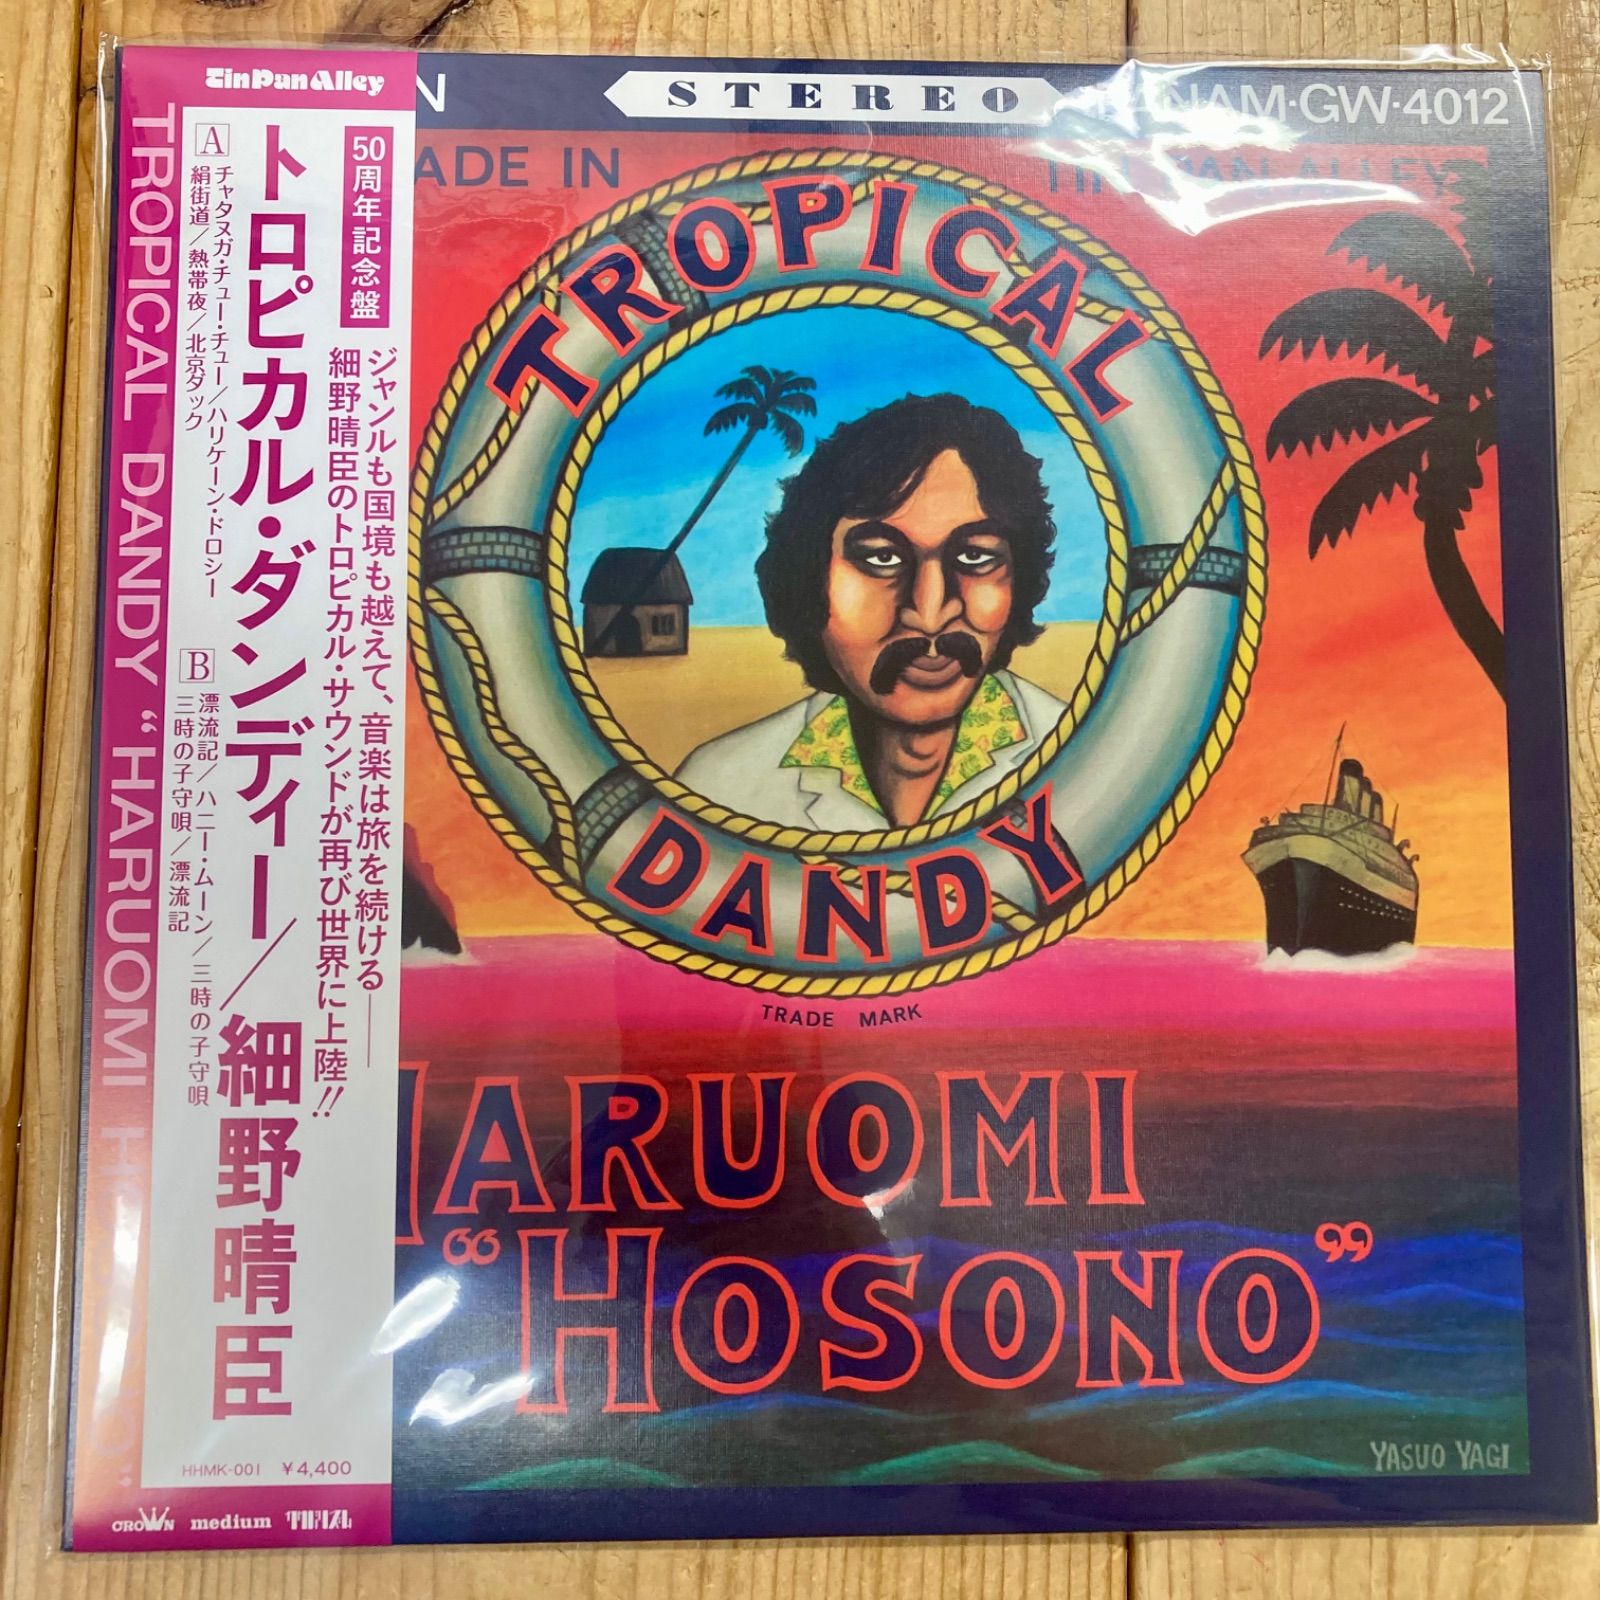 Tin Pan Alley
TROPICAL DANDY "HARUOMI
50周年記念盤
ジャンルも国境も越えて、音楽は旅を続ける——
細野晴臣のトロピカル・サウンドが再び世界に上陸!!
トロピカル・ダンディー/細野晴臣
A
チャタヌガ・チュー・チュー/ハリケーン・ドロシー
絹街道/熱帯夜/北京ダック
B
漂流記/ハニー・ムーン/三時の子守唄
三時の子守唄/漂流記
HHMK-001 ¥4,400
CROWN medium
N
STEREO
PANAM·GW·4012
ADE IN
TIN PAN ALLEY
TROPICAL
DANDY
TRADE MARK
HARUOMI
"HOSONO"
YASUO YAGI